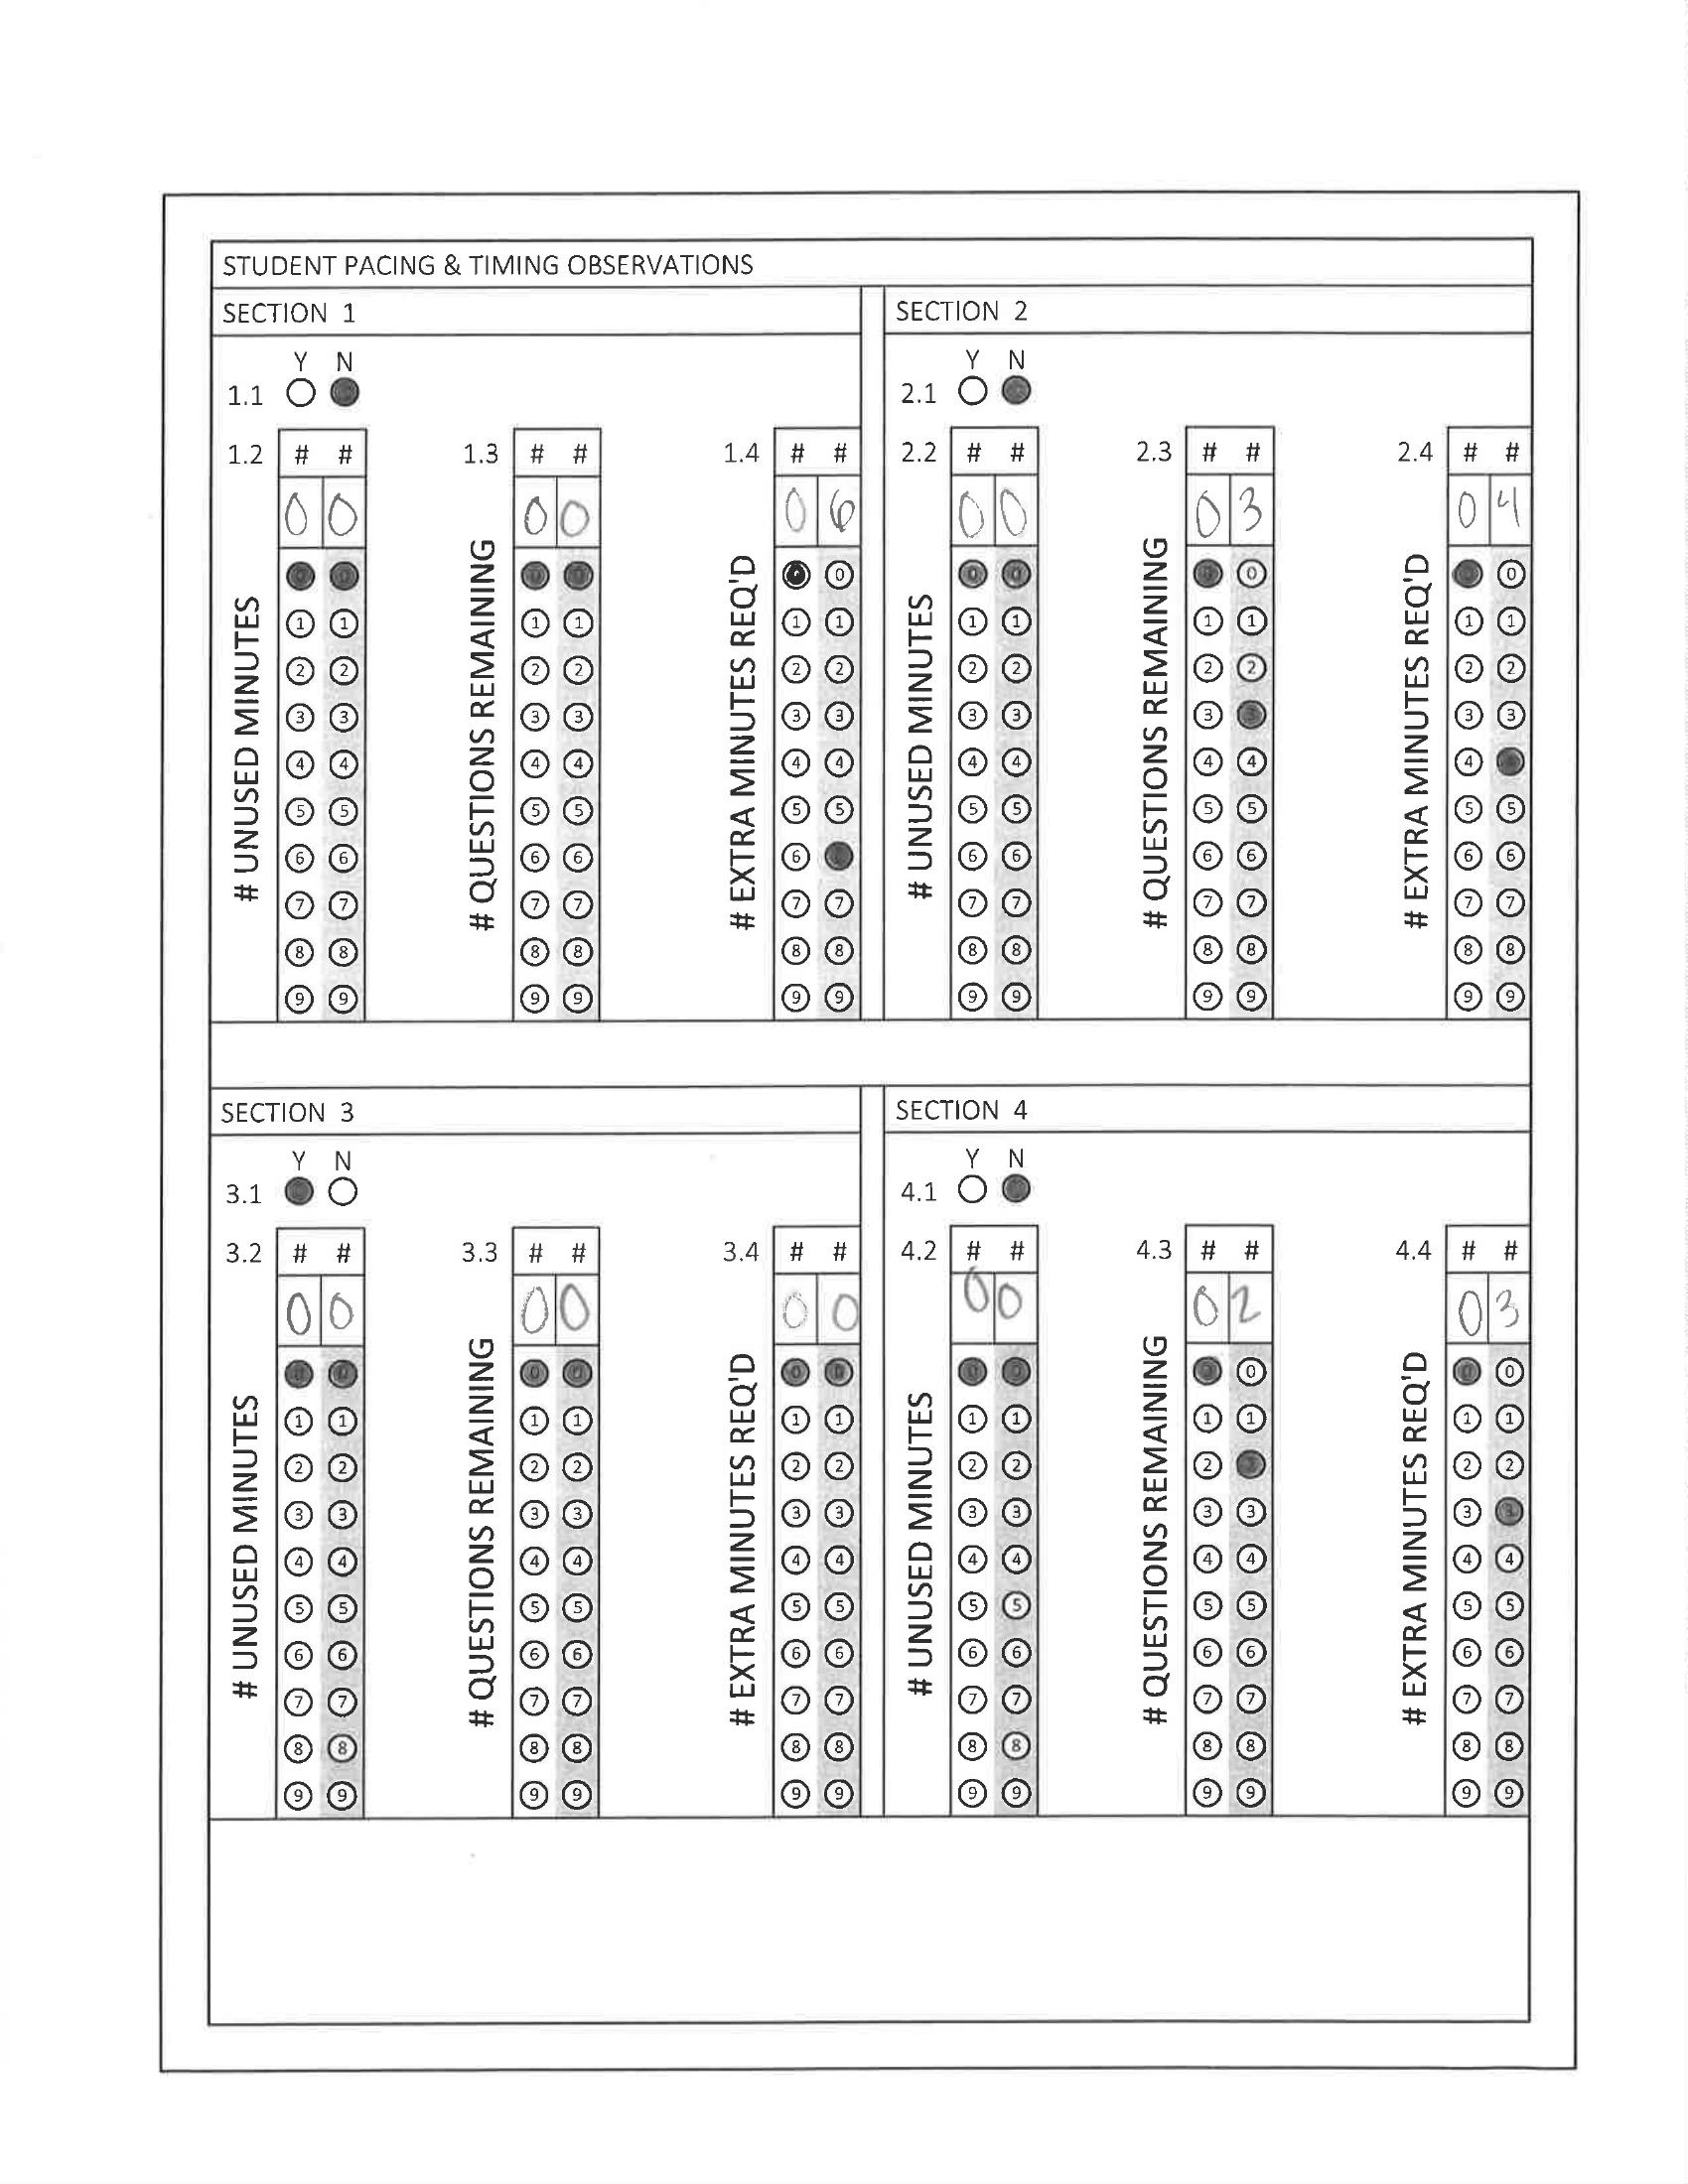 STUDENT PACING & TIMING OBSERVATIONS
SECTION 1
Y N
1.1
1.2 # # 1.3 # # 1.4 # #
0 0 0 0 0 6
# UNUSED MINUTES
# QUESTIONS REMAINING
# EXTRA MINUTES REQ'D
0 0 0 0 0 0
1 1 1 1 1 1
2 2 2 2 2 2
3 3 3 3 3 3
4 4 4 4 4 4
5 5 5 5 5 5
6 6 6 6 6
7 7 7 7 7 7
8 8 8 8 8 8
9 9 9 9 9 9
SECTION 2
Y N
2.1
2.2 # # 2.3 # # 2.4 # #
0 0 0 3 0 4
# UNUSED MINUTES
# QUESTIONS REMAINING
# EXTRA MINUTES REQ'D
0 0 0 0 0 0
1 1 1 1 1 1
2 2 2 2 2 2
3 3 3 3 3 3
4 4 4 4 4
5 5 5 5 5 5
6 6 6 6 6 6
7 7 7 7 7 7
8 8 8 8 8 8
9 9 9 9 9 9
SECTION 3
Y N
3.1
3.2 # # 3.3 # # 3.4 # #
0 0 0 0 0 0
# UNUSED MINUTES
# QUESTIONS REMAINING
# EXTRA MINUTES REQ'D
0 0 0 0 0 0
1 1 1 1 1 1
2 2 2 2 2 2
3 3 3 3 3 3
4 4 4 4 4 4
5 5 5 5 5 5
6 6 6 6 6 6
7 7 7 7 7 7
8 8 8 8 8 8
9 9 9 9 9 9
SECTION 4
Y N
4.1
4.2 # # 4.3 # # 4.4 # #
0 0 0 2 0 3
# UNUSED MINUTES
# QUESTIONS REMAINING
# EXTRA MINUTES REQ'D
0 0 0 0 0 0
1 1 1 1 1 1
2 2 2 2 2
3 3 3 3 3 3
4 4 4 4 4 4
5 5 5 5 5 5
6 6 6 6 6 6
7 7 7 7 7 7
8 8 8 8 8 8
9 9 9 9 9 9